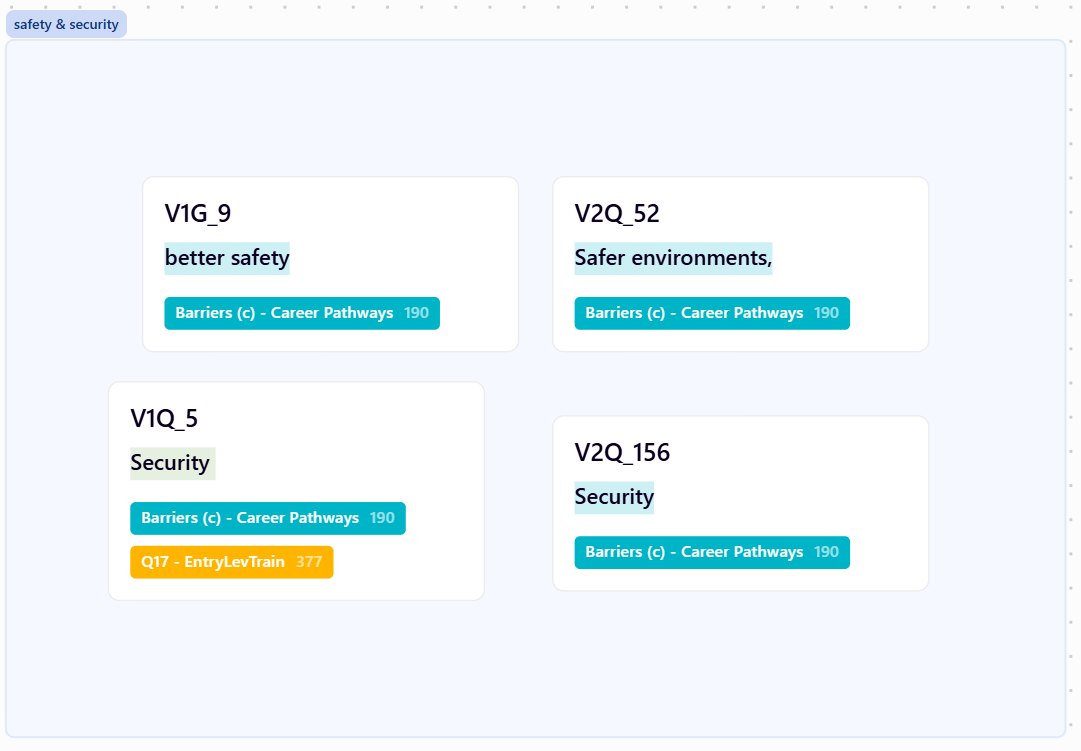 safety & security
V1G_9
better safety
Barriers (c) - Career Pathways 190
V2Q_52
Safer environments,
Barriers (c) - Career Pathways 190
V1Q_5
Security
Barriers (c) - Career Pathways 190
Q17 - EntryLevTrain 377
V2Q_156
Security
Barriers (c) - Career Pathways 190